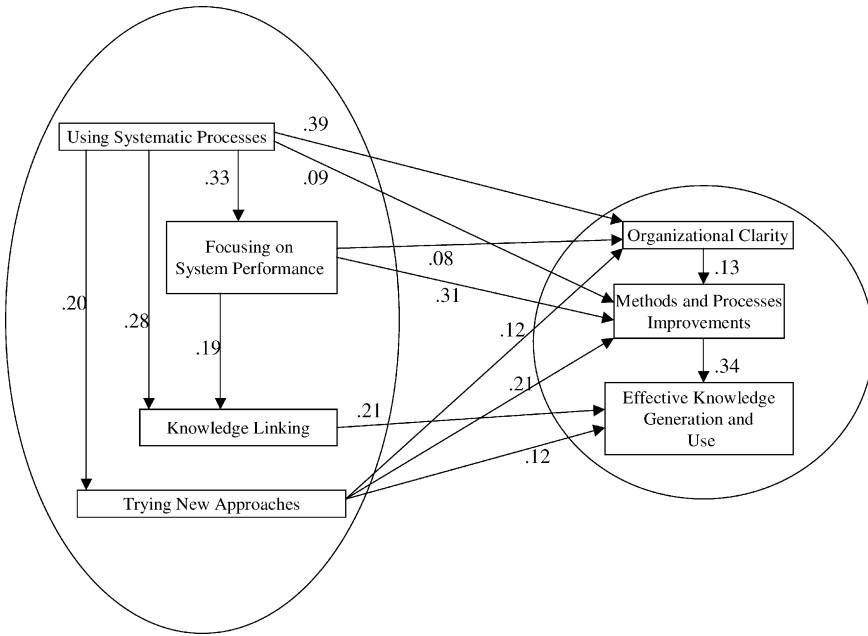 .39
Using Systematic Processes
.33
.09
Organizational Clarity
Focusing on
System Performance
.08
.13
.31
Methods and Processes
Improvements
.20
.28
.19
.12
.34
.21
Effective Knowledge
Generation and
Use
.21
Knowledge Linking
.12
Trying New Approaches